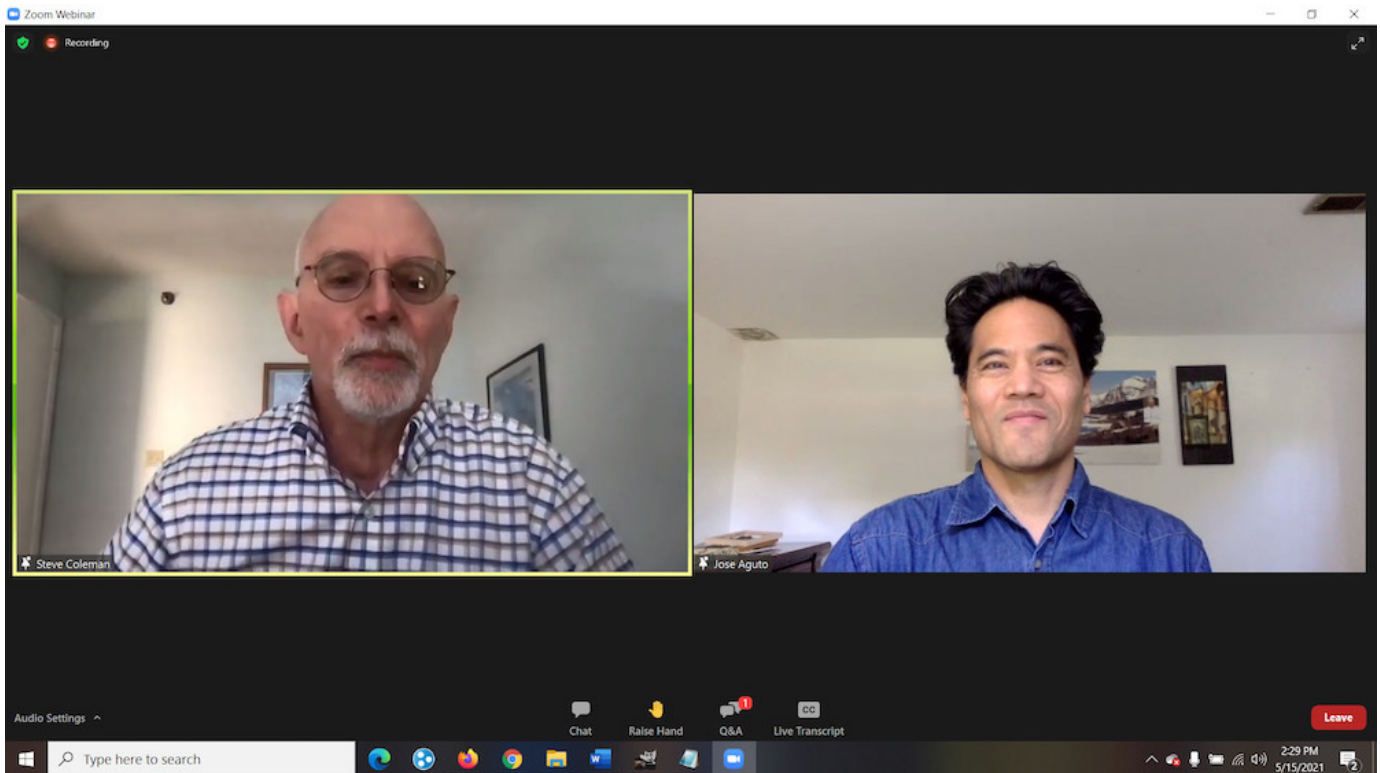 Zoom Webinar
Recording
Steve Coleman
Jose Aguto
Audio Settings
1
Chat
Raise Hand
Q&A
CC
Live Transcript
Leave
Type here to search
W
2:29 PM
5/15/2021
2